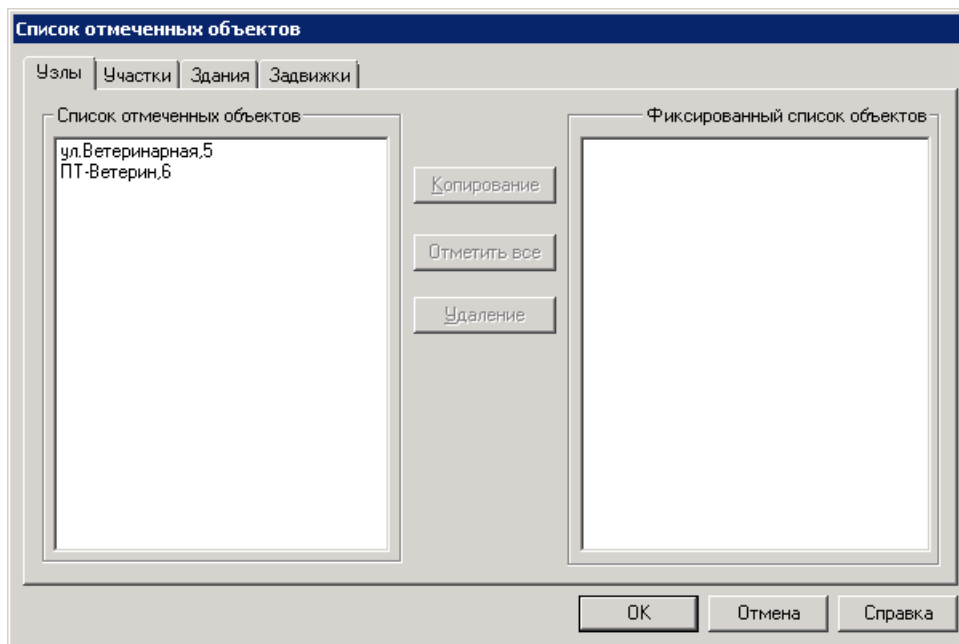 Список отмеченных объектов
Узлы Участки Здания Задвижки
Список отмеченных объектов
Фиксированный список объектов
ул.Ветеринарная,5
ПТ-Ветерин,6
Копирование
Отметить все
Удаление
OK Отмена Справка